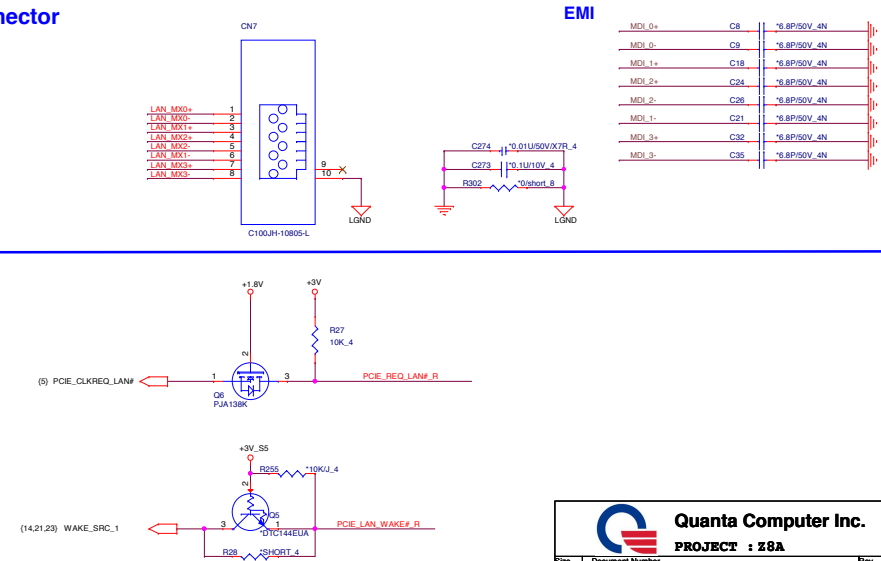 nector
EMI
CN7
LAN_MX0+ 1
LAN_MX0- 2
LAN_MX1+ 3
LAN_MX2+ 4
LAN_MX2- 5
LAN_MX1- 6
LAN_MX3+ 7
LAN_MX3- 8
9
10
LGND
C100JH-10805-L
C274 *0.01U/50V/X7R_4
C273 *0.1U/10V_4
R302 *0/short_8
LGND
MDI_0+ C8 *6.8P/50V_4N
MDI_0- C9 *6.8P/50V_4N
MDI_1+ C18 *6.8P/50V_4N
MDI_2+ C24 *6.8P/50V_4N
MDI_2- C26 *6.8P/50V_4N
MDI_1- C21 *6.8P/50V_4N
MDI_3+ C32 *6.8P/50V_4N
MDI_3- C35 *6.8P/50V_4N
+1.8V
+3V
R27
10K_4
2
{5} PCIE_CLKREQ_LAN# 1 3 PCIE_REQ_LAN#_R
Q6
PJA138K
+3V_S5
R255 *10K/J_4
2
Q5
{14,21,23} WAKE_SRC_1 3 1 PCIE_LAN_WAKE#_R
*DTC144EUA
R28 *SHORT_4
Quanta Computer Inc.
PROJECT : Z8A
Size Document Number Rev